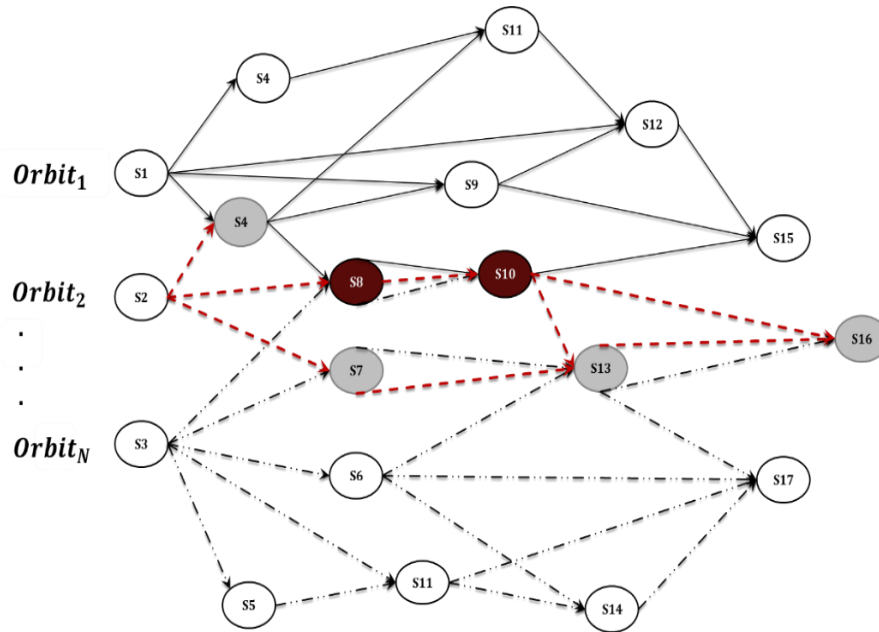 S11
S4
S12
Orbit₁
S1
S9
S4
S15
S8
S10
Orbit₂
S2
S16
S7
S13
.
.
.
Orbit_N
S3
S6
S17
S11
S5
S14